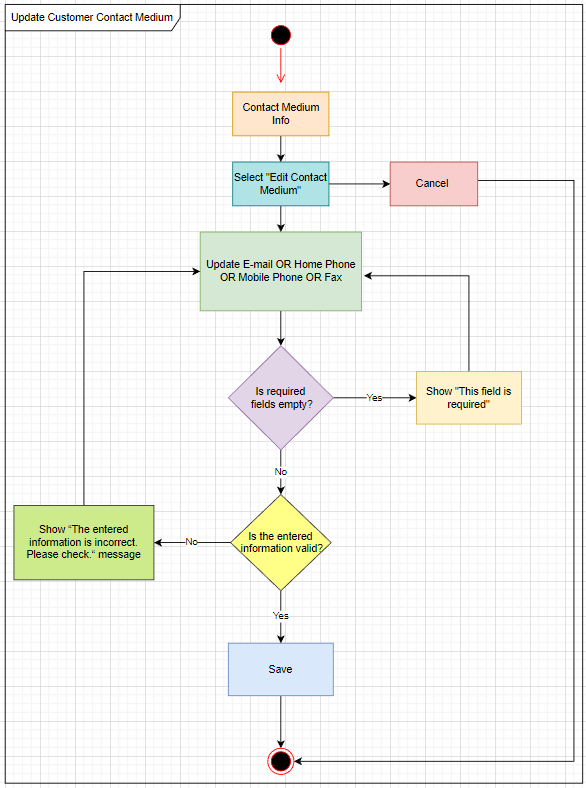 Update Customer Contact Medium
Contact Medium
Info
Select "Edit Contact
Medium"
Cancel
Update E-mail OR Home Phone
OR Mobile Phone OR Fax
Is required
fields empty?
Yes
Show "This field is
required"
No
Is the entered
information valid?
No
Show “The entered
information is incorrect.
Please check.“ message
Yes
Save